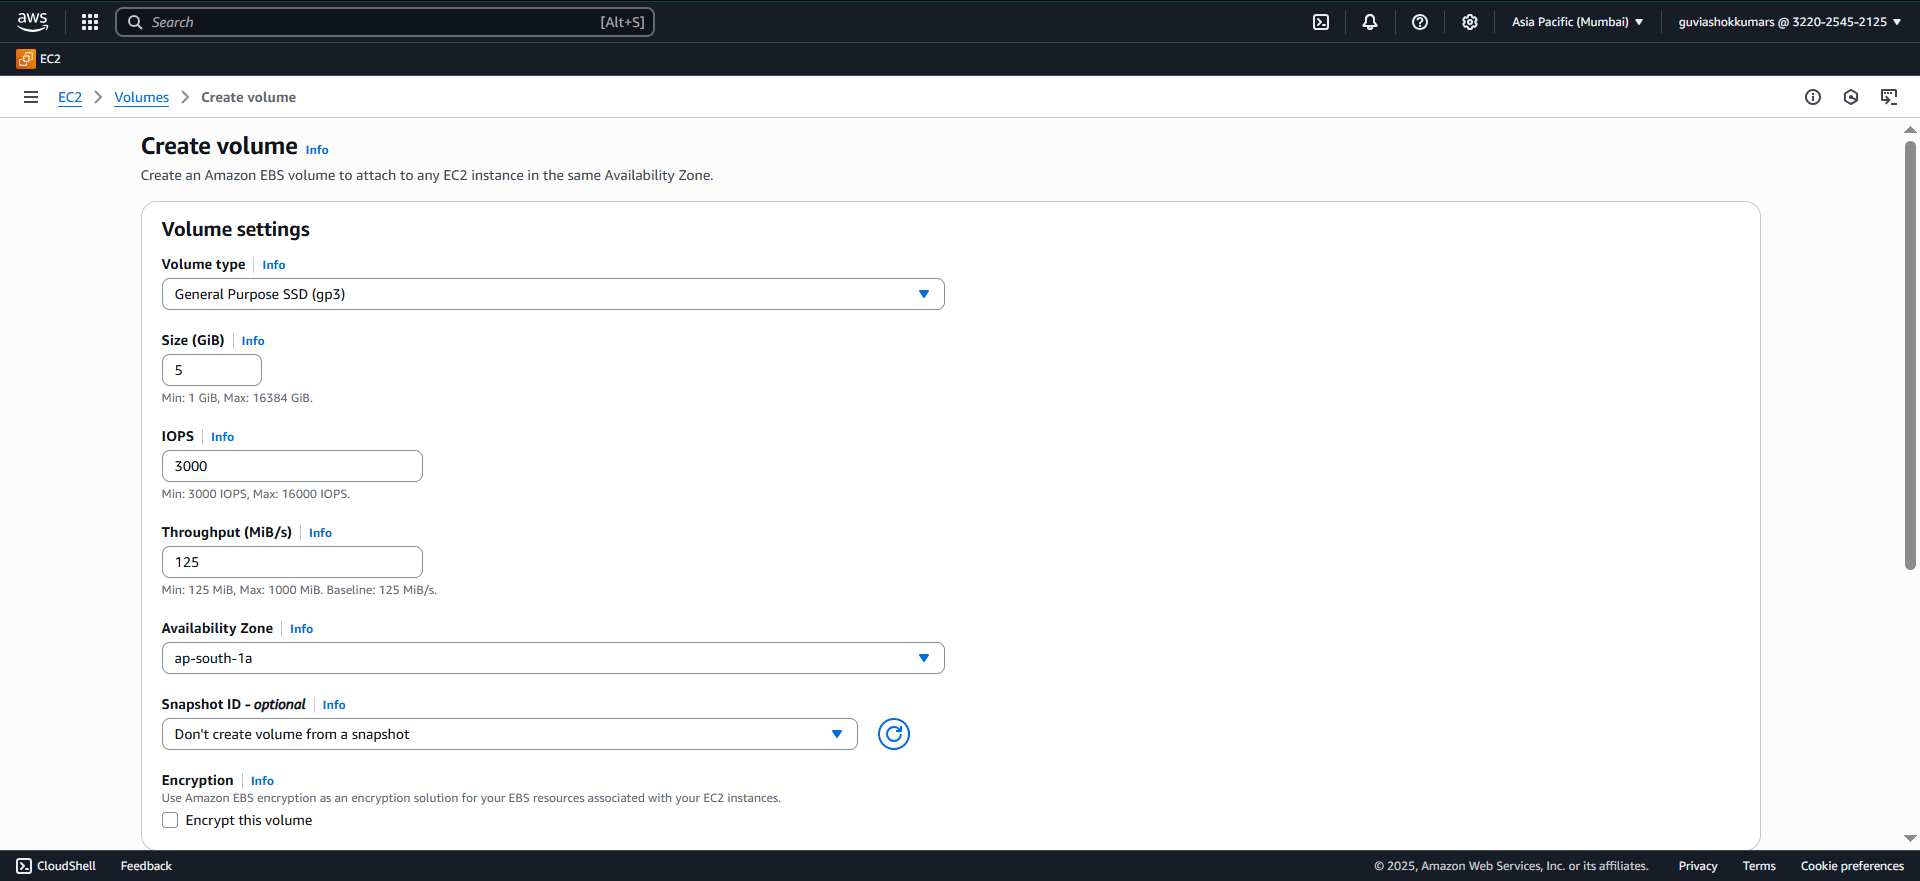 aws
Search [Alt+S]
Asia Pacific (Mumbai)
guviashokkumars @ 3220-2545-2125
EC2
EC2 Volumes Create volume
Create volume Info
Create an Amazon EBS volume to attach to any EC2 instance in the same Availability Zone.
Volume settings
Volume type Info
General Purpose SSD (gp3)
Size (GiB) Info
5
Min: 1 GiB, Max: 16384 GiB.
IOPS Info
3000
Min: 3000 IOPS, Max: 16000 IOPS.
Throughput (MiB/s) Info
125
Min: 125 MiB, Max: 1000 MiB. Baseline: 125 MiB/s.
Availability Zone Info
ap-south-1a
Snapshot ID - optional Info
Don't create volume from a snapshot
Encryption Info
Use Amazon EBS encryption as an encryption solution for your EBS resources associated with your EC2 instances.
Encrypt this volume
CloudShell Feedback © 2025, Amazon Web Services, Inc. or its affiliates. Privacy Terms Cookie preferences